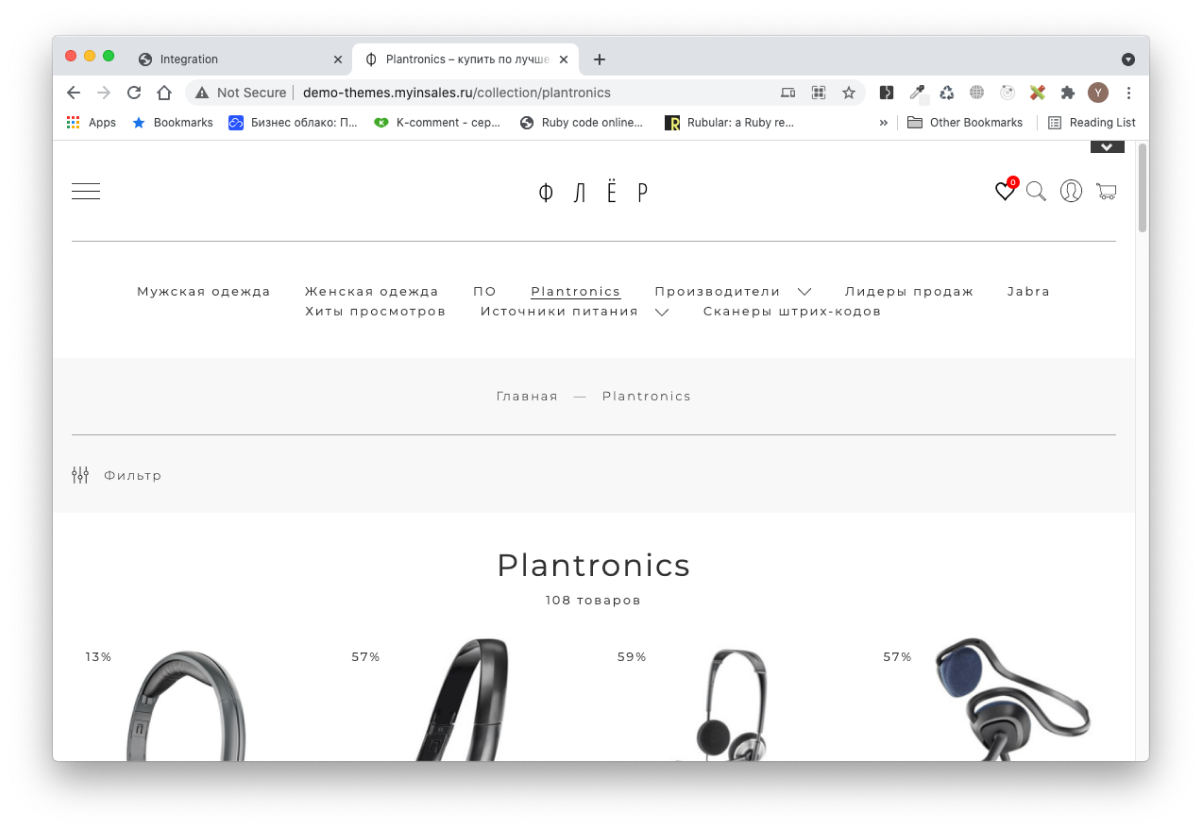 Integration
Plantronics – купить по лучше
Not Secure demo-themes.myinsales.ru/collection/plantronics Y
Apps Bookmarks Бизнес облако: П... K-comment - сер... Ruby code online... Rubular: a Ruby re... » Other Bookmarks Reading List
ФЛЁР
0
Мужская одежда Женская одежда ПО Plantronics Производители Лидеры продаж Jabra
Хиты просмотров Источники питания Сканеры штрих-кодов
Главная — Plantronics
Фильтр
Plantronics
108 товаров
13% 57% 59% 57%